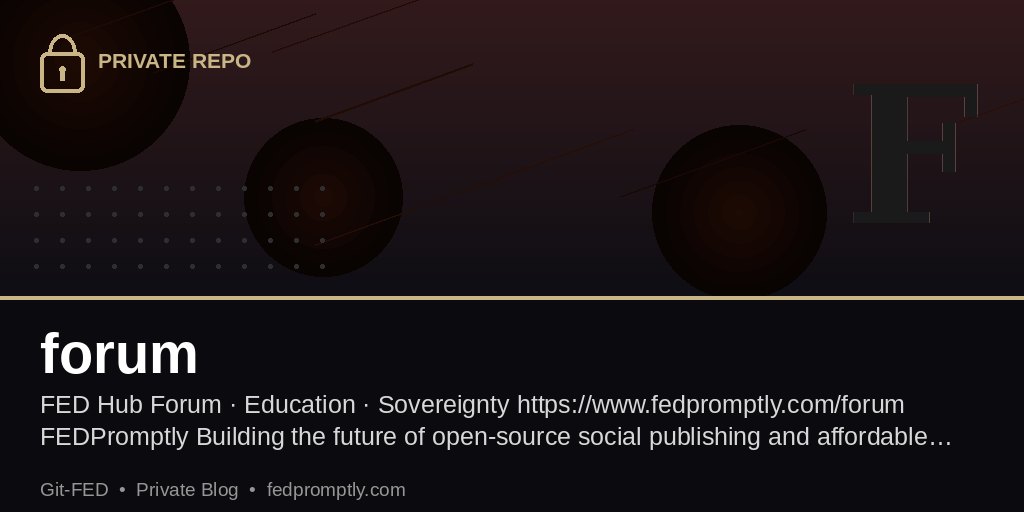 PRIVATE REPO
F
forum
FED Hub Forum · Education · Sovereignty https://www.fedpromptly.com/forum
FEDPromptly Building the future of open-source social publishing and affordable…
Git-FED • Private Blog • fedpromptly.com